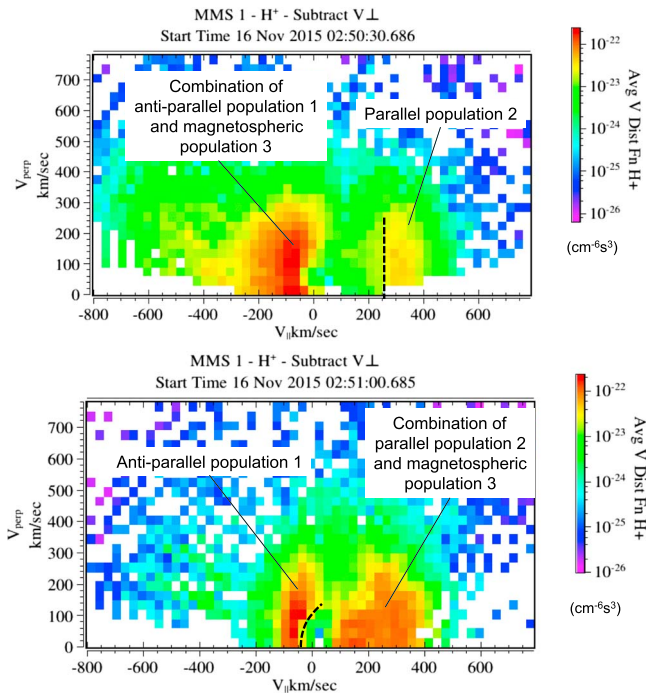 MMS 1 - H⁺ - Subtract V⊥
Start Time 16 Nov 2015 02:50:30.686
Combination of
anti-parallel population 1
and magnetospheric
population 3
Parallel population 2
V_perp
km/sec
700
600
500
400
300
200
100
0
-800
-600
-400
-200
0
200
400
600
V_|| km/sec
10⁻²²
10⁻²³
10⁻²⁴
10⁻²⁵
10⁻²⁶
Avg V Dist Fn H+
(cm⁻⁶s³)
MMS 1 - H⁺ - Subtract V⊥
Start Time 16 Nov 2015 02:51:00.685
Combination of
parallel population 2
and magnetospheric
population 3
Anti-parallel population 1
V_perp
km/sec
700
600
500
400
300
200
100
0
-800
-600
-400
-200
0
200
400
600
V_|| km/sec
10⁻²²
10⁻²³
10⁻²⁴
10⁻²⁵
10⁻²⁶
Avg V Dist Fn H+
(cm⁻⁶s³)